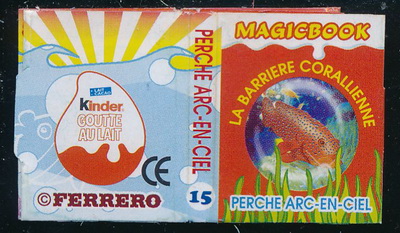 + LAIT
kinder
GOUTTE
AU LAIT
CE
© FERRERO
PERCHE ARC-EN-CIEL
15
MAGICBOOK
LA BARRIERE CORALLIENNE
PERCHE ARC-EN-CIEL